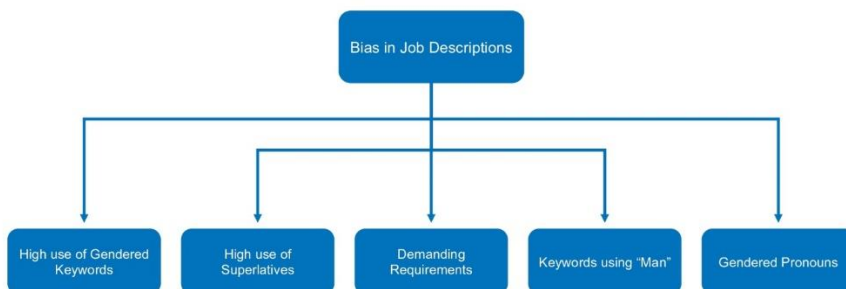 Bias in Job Descriptions
High use of Gendered
Keywords
High use of
Superlatives
Demanding
Requirements
Keywords using “Man”
Gendered Pronouns